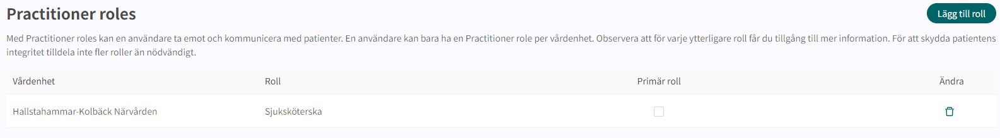 Practitioner roles
Lägg till roll
Med Practitioner roles kan en användare ta emot och kommunicera med patienter. En användare kan bara ha en Practitioner role per vårdenhet. Observera att för varje ytterligare roll får du tillgång till mer information. För att skydda patientens
integritet tilldela inte fler roller än nödvändigt.
Vårdenhet Roll Primär roll Ändra
Hallstahammar-Kolbäck Närvården Sjuksköterska